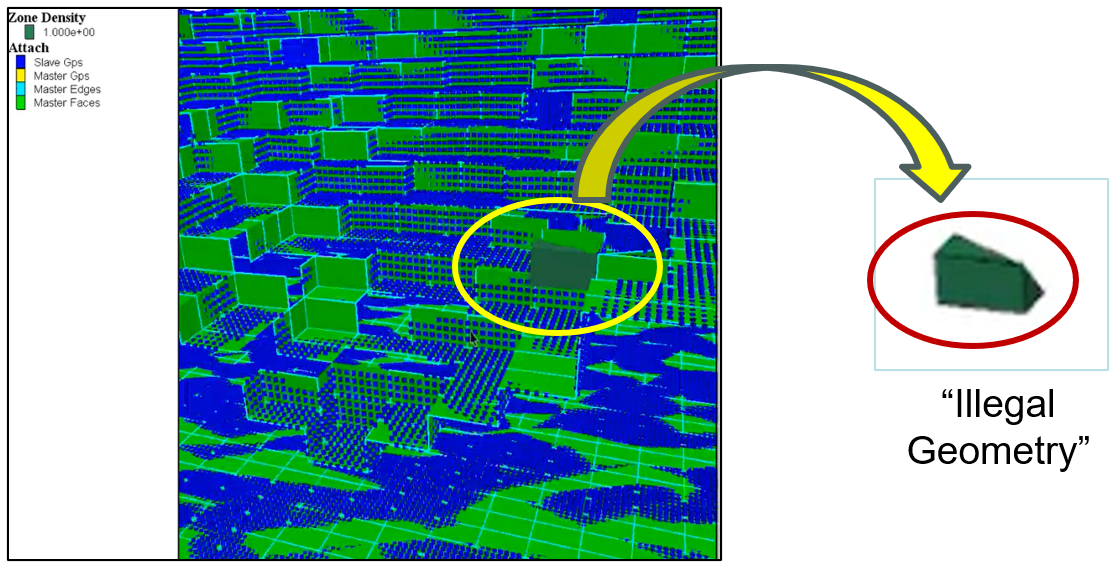 Zone Density
1.000e+00
Attach
Slave Gps
Master Gps
Master Edges
Master Faces
“Illegal
Geometry”